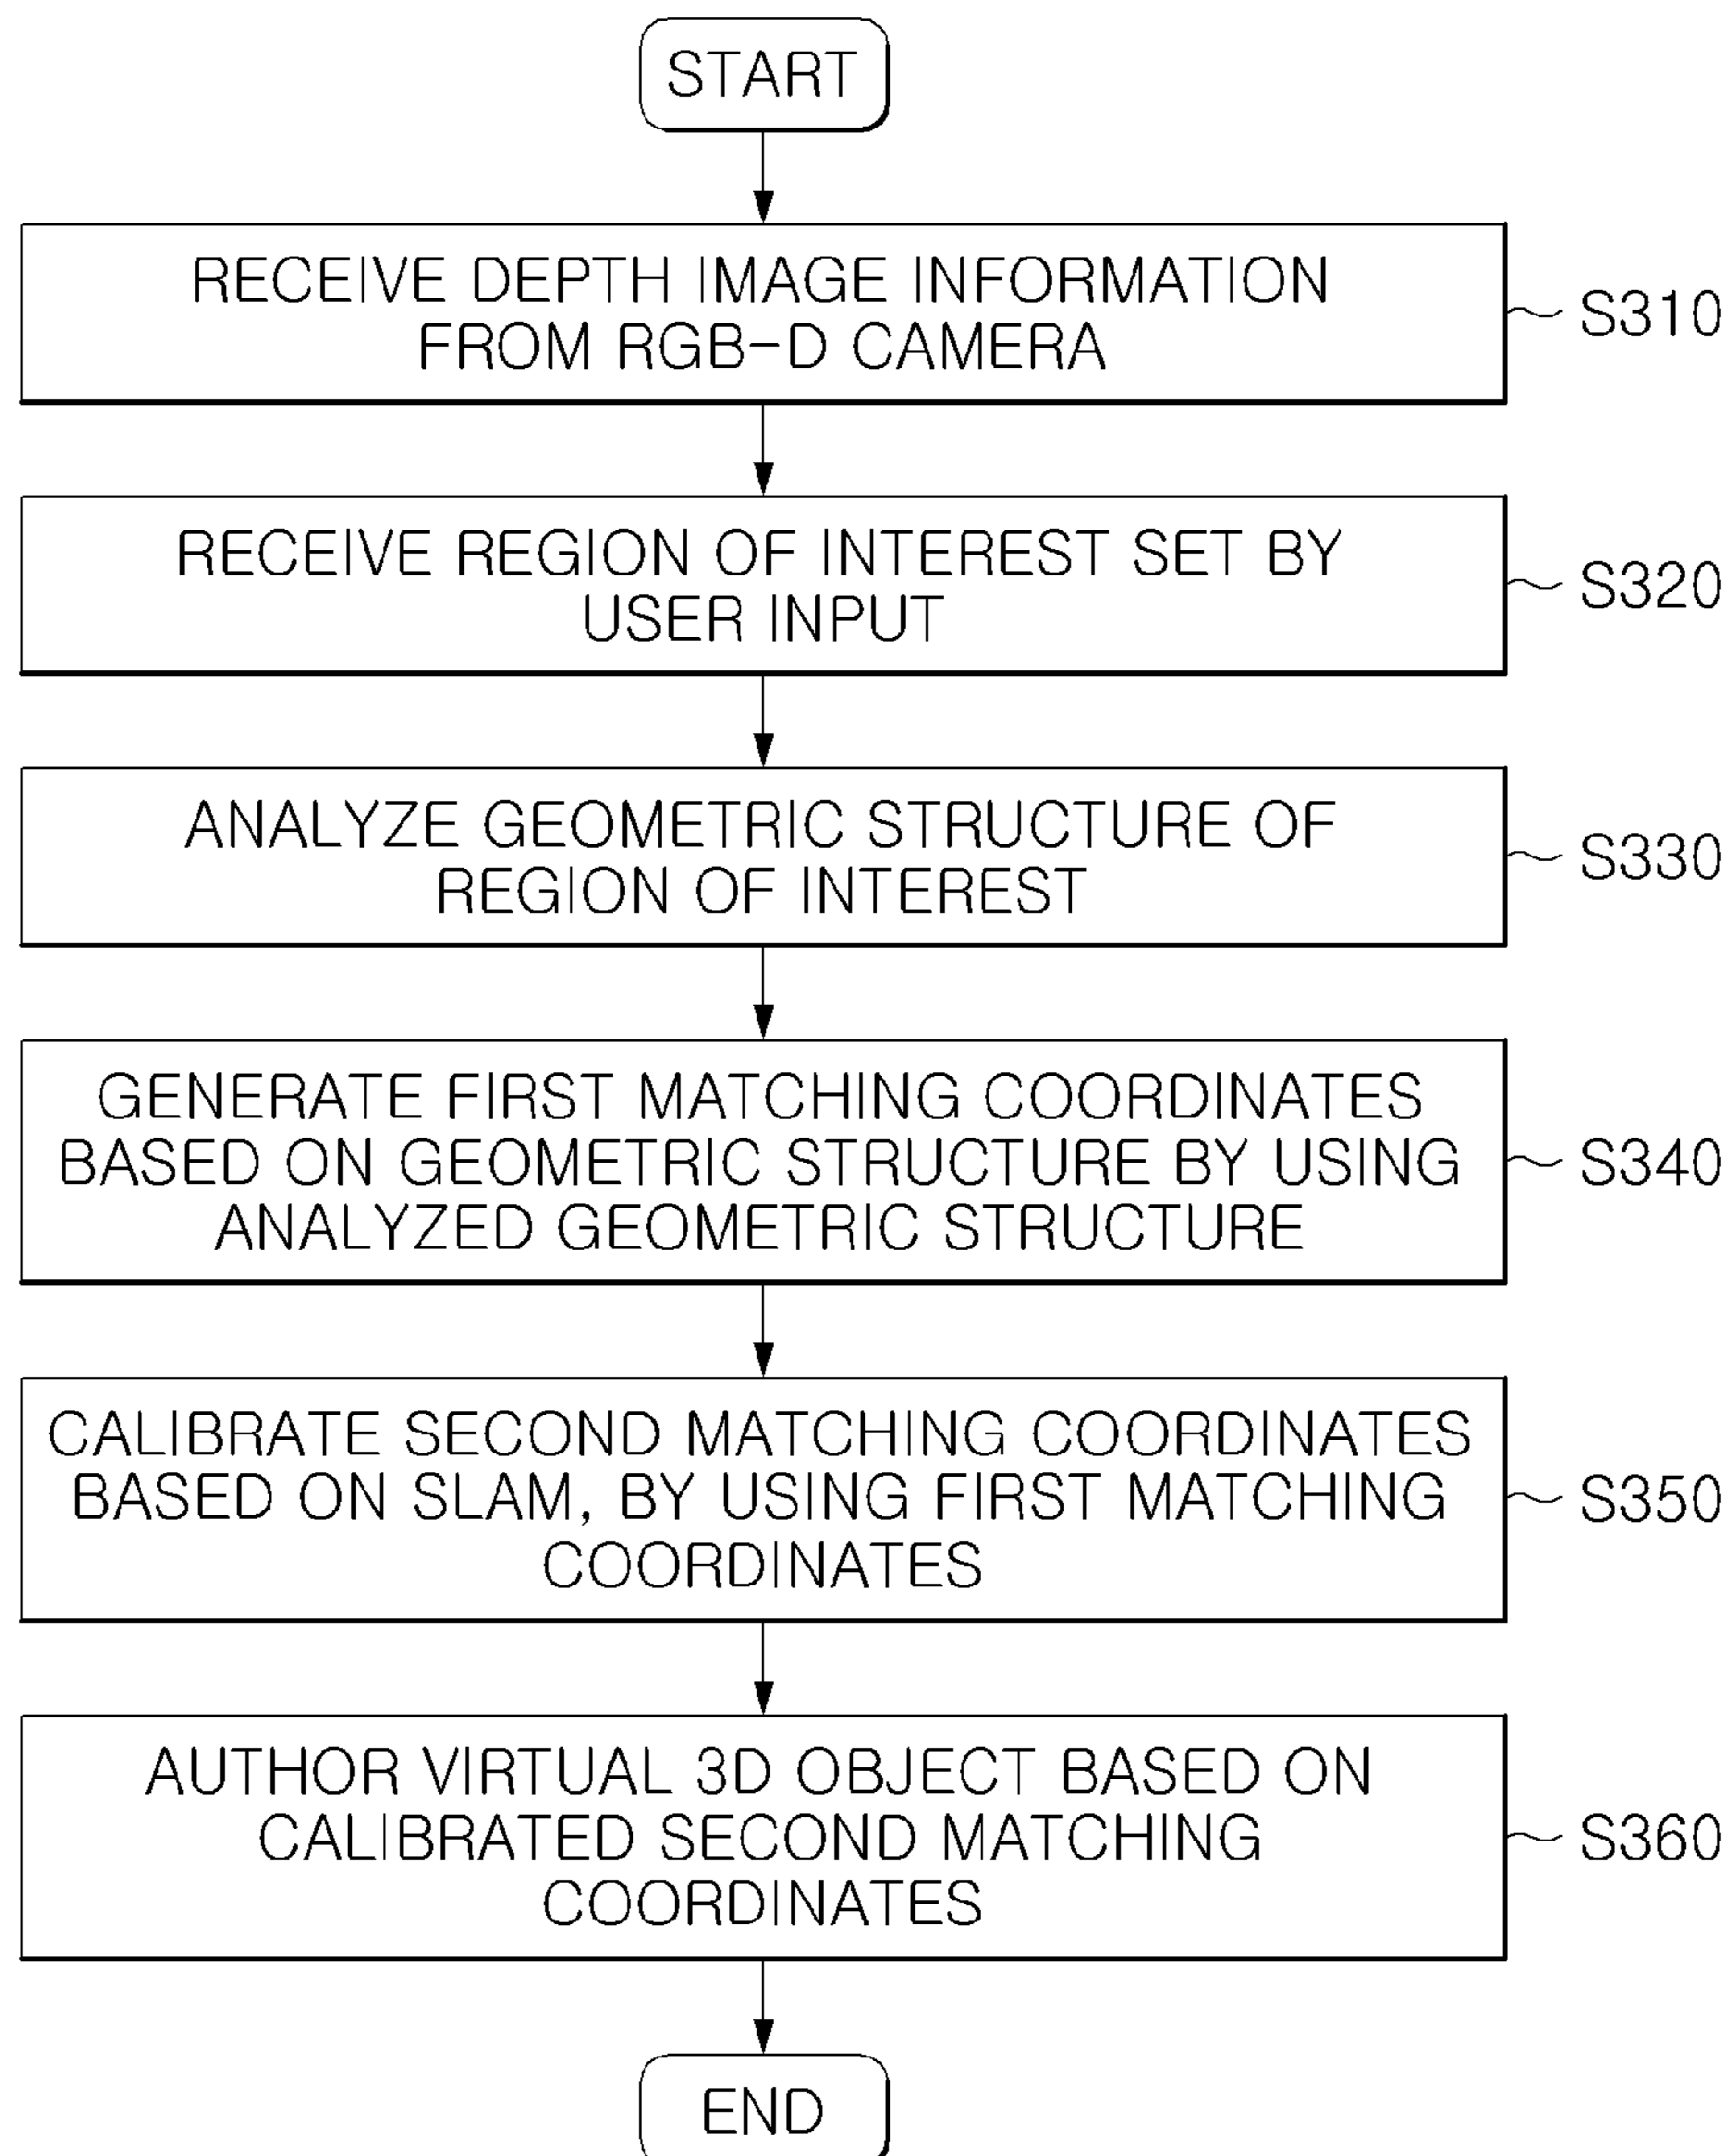 START
RECEIVE DEPTH IMAGE INFORMATION
FROM RGB-D CAMERA
S310
RECEIVE REGION OF INTEREST SET BY
USER INPUT
S320
ANALYZE GEOMETRIC STRUCTURE OF
REGION OF INTEREST
S330
GENERATE FIRST MATCHING COORDINATES
BASED ON GEOMETRIC STRUCTURE BY USING
ANALYZED GEOMETRIC STRUCTURE
S340
CALIBRATE SECOND MATCHING COORDINATES
BASED ON SLAM, BY USING FIRST MATCHING
COORDINATES
S350
AUTHOR VIRTUAL 3D OBJECT BASED ON
CALIBRATED SECOND MATCHING
COORDINATES
S360
END